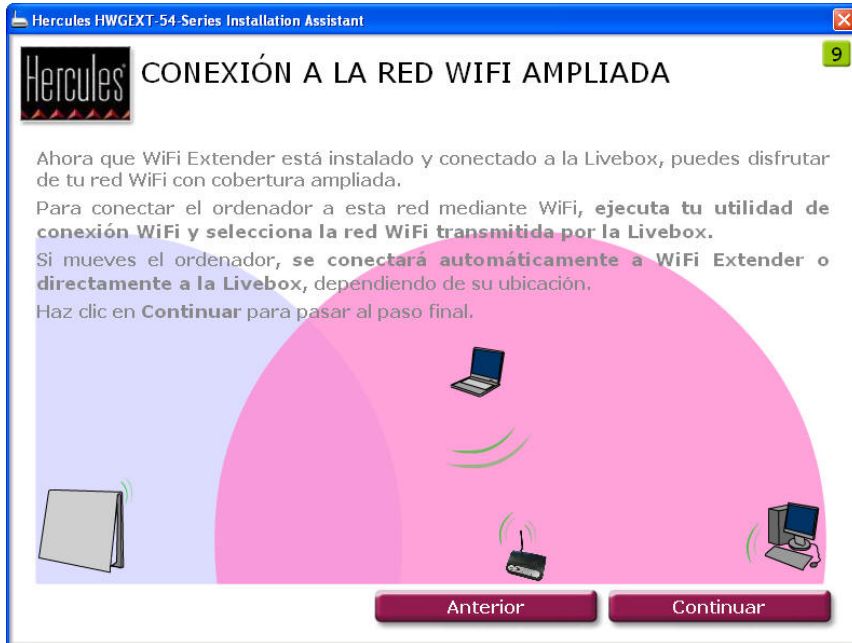 Hercules HWGEXT-54-Series Installation Assistant
9
Hercules
CONEXIÓN A LA RED WIFI AMPLIADA
Ahora que WiFi Extender está instalado y conectado a la Livebox, puedes disfrutar
de tu red WiFi con cobertura ampliada.
Para conectar el ordenador a esta red mediante WiFi, ejecuta tu utilidad de
conexión WiFi y selecciona la red WiFi transmitida por la Livebox.
Si mueves el ordenador, se conectará automáticamente a WiFi Extender o
directamente a la Livebox, dependiendo de su ubicación.
Haz clic en Continuar para pasar al paso final.
Anterior
Continuar